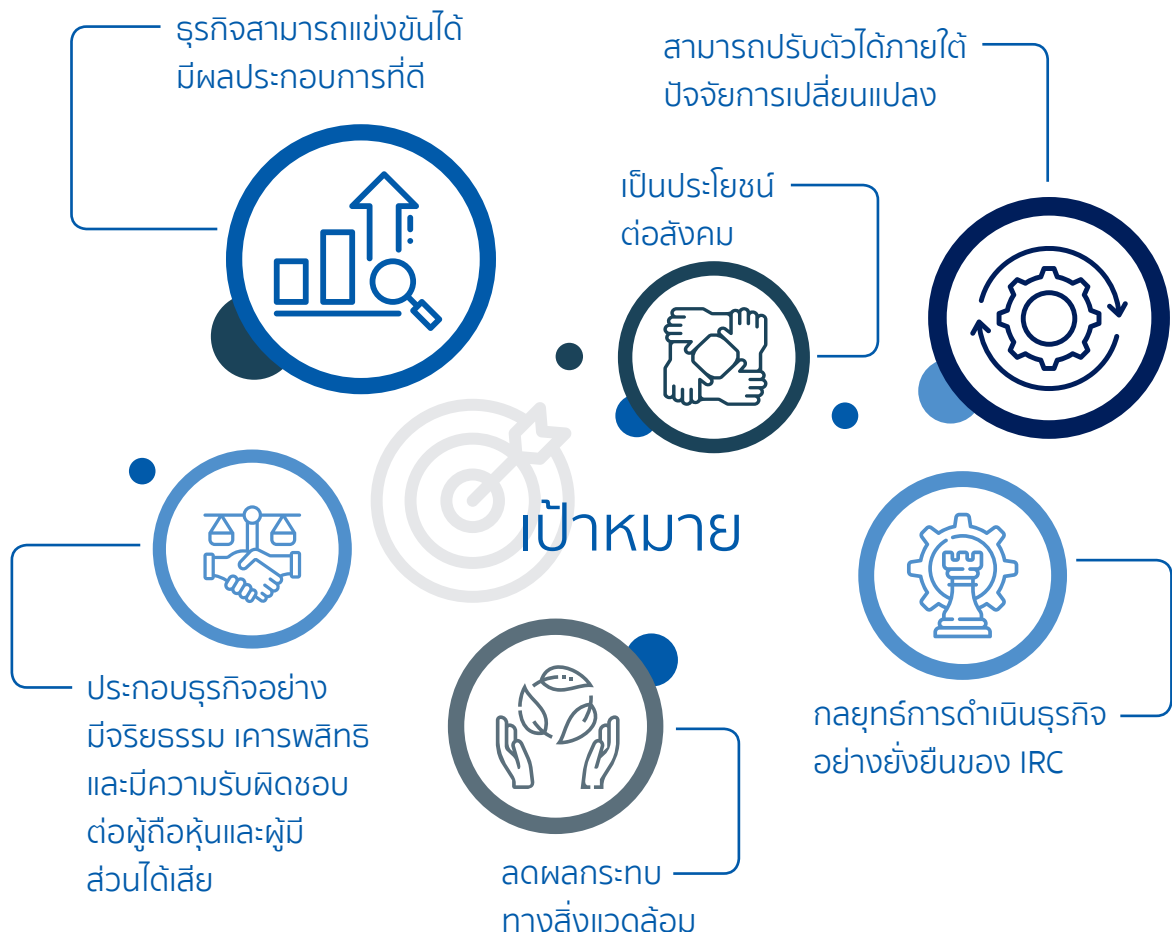 ธุรกิจสามารถแข่งขันได้
มีผลประกอบการที่ดี
สามารถปรับตัวได้ภายใต้
ปัจจัยการเปลี่ยนแปลง
เป็นประโยชน์
ต่อสังคม
เป้าหมาย
ประกอบธุรกิจอย่าง
มีจริยธรรม เคารพสิทธิ
และมีความรับผิดชอบ
ต่อผู้ถือหุ้นและผู้มี
ส่วนได้เสีย
ลดผลกระทบ
ทางสิ่งแวดล้อม
กลยุทธ์การดำเนินธุรกิจ
อย่างยั่งยืนของ IRC